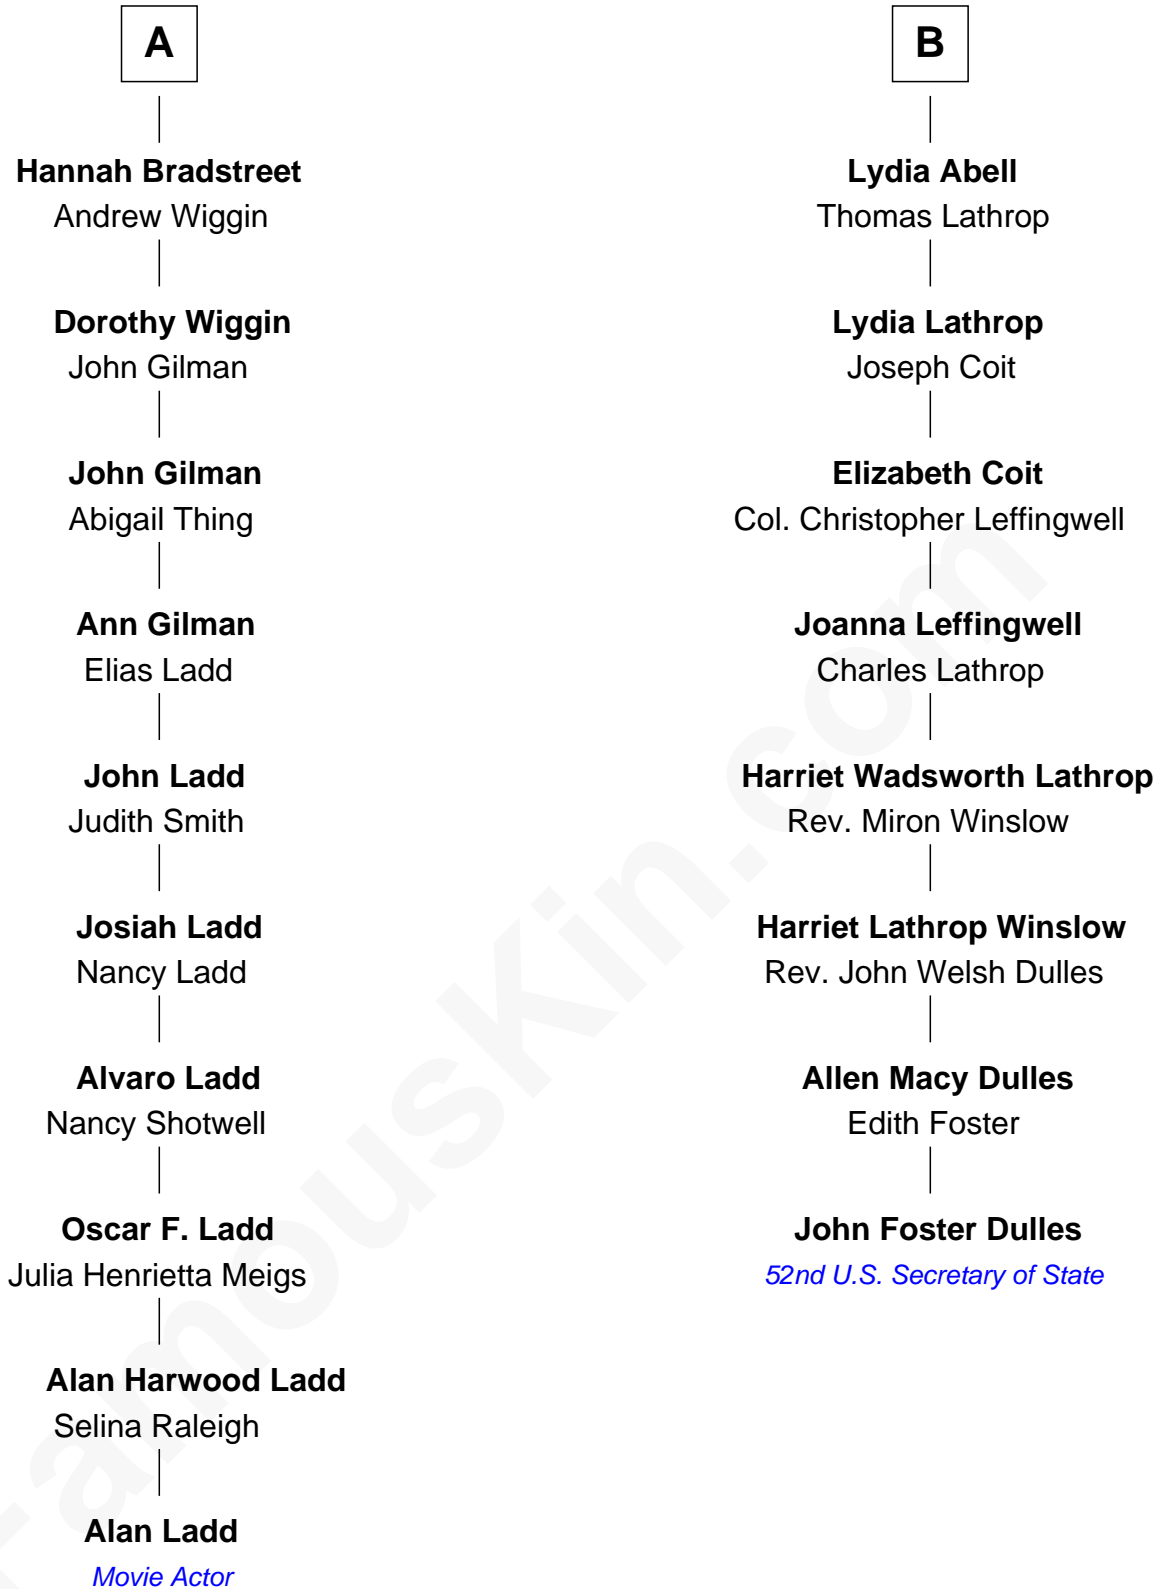 A
Hannah Bradstreet
Andrew Wiggin
Dorothy Wiggin
John Gilman
John Gilman
Abigail Thing
Ann Gilman
Elias Ladd
John Ladd
Judith Smith
Josiah Ladd
Nancy Ladd
Alvaro Ladd
Nancy Shotwell
Oscar F. Ladd
Julia Henrietta Meigs
Alan Harwood Ladd
Selina Raleigh
Alan Ladd
Movie Actor
B
Lydia Abell
Thomas Lathrop
Lydia Lathrop
Joseph Coit
Elizabeth Coit
Col. Christopher Leffingwell
Joanna Leffingwell
Charles Lathrop
Harriet Wadsworth Lathrop
Rev. Miron Winslow
Harriet Lathrop Winslow
Rev. John Welsh Dulles
Allen Macy Dulles
Edith Foster
John Foster Dulles
52nd U.S. Secretary of State
FamousKin.com